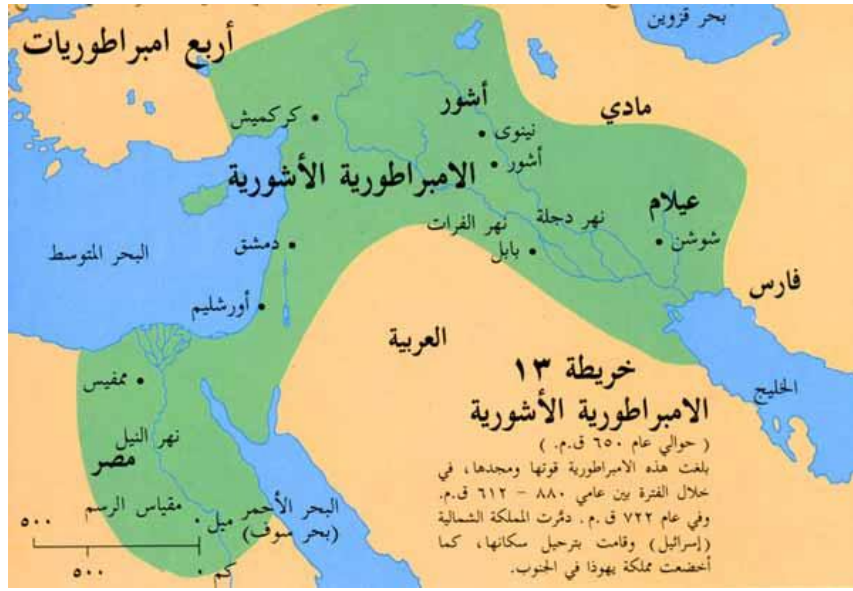 بحر قزوين
أربع امبراطوريات
أشور
مادي
كركميش
نينوى
أشور
الامبراطورية الأشورية
عيلام
نهر دجلة
نهر الفرات
شوشن
دمشق
بابل
البحر المتوسط
فارس
أورشليم
العربية
ممفيس
الخليج
نهر النيل
مصر
مقياس الرسم
ميل
٥٠٠ ٠
كم
٥٠٠ ٠
البحر الأحمر
(بحر سوف)
خريطة ١٣
الامبراطورية الأشورية
( حوالي عام ٦٥٠ ق.م. )
بلغت هذه الامبراطورية قوتها ومجدها، في
خلال الفترة بين عامي ٨٨٠ – ٦١٢ ق.م.
وفي عام ٧٢٢ ق.م. دمَّرت المملكة الشمالية
(إسرائيل) وقامت بترحيل سكانها، كما
أخضعت مملكة يهوذا في الجنوب.